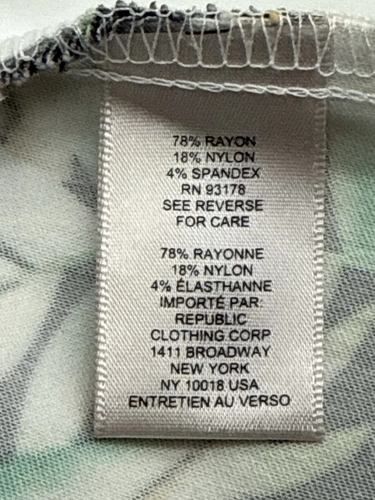 78% RAYON
18% NYLON
4% SPANDEX
RN 93178
SEE REVERSE
FOR CARE
78% RAYONNE
18% NYLON
4% ÉLASTHANNE
IMPORTÉ PAR:
REPUBLIC
CLOTHING CORP
1411 BROADWAY
NEW YORK
NY 10018 USA
ENTRETIEN AU VERSO